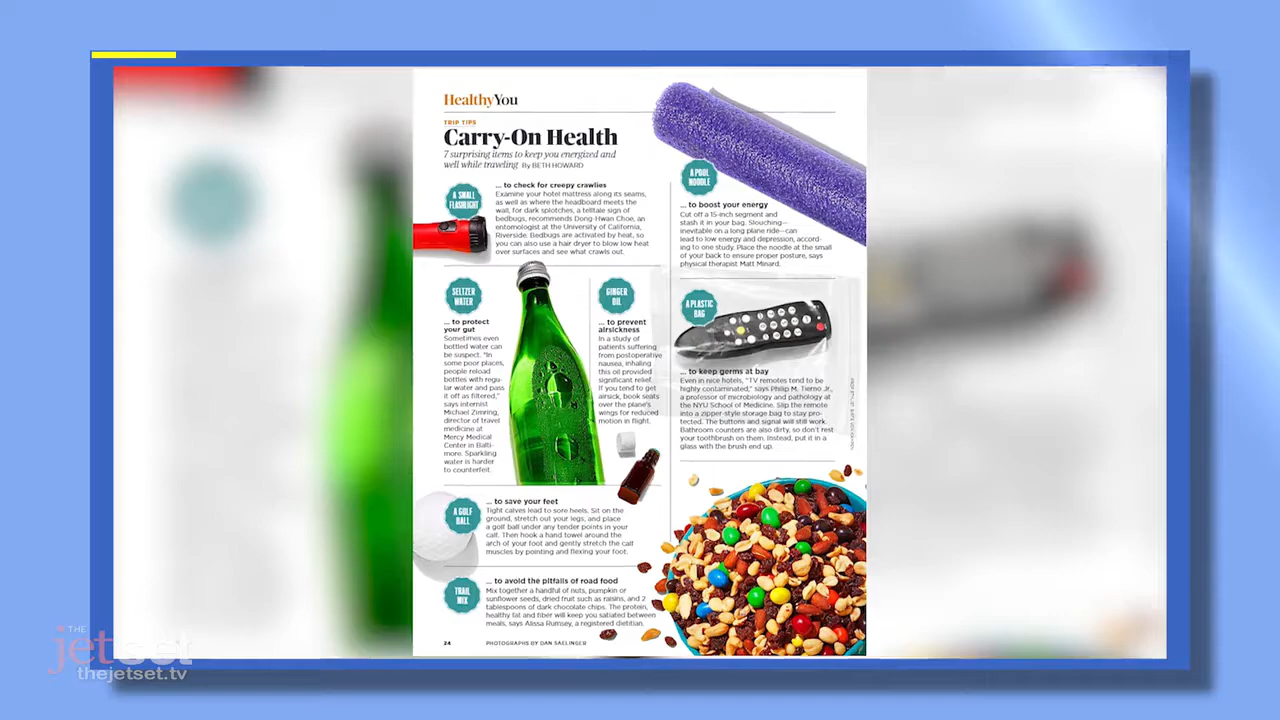 HealthyYou
TRIP TIPS
Carry-On Health
7 surprising items to keep you energized and
well while traveling By BETH HOWARD
A SMALL
FLASHLIGHT
... to check for creepy crawlies
Examine your hotel mattress along its seams,
as well as where the headboard meets the
wall, for dark splotches, a telltale sign of
bedbugs, recommends Dong-Hwan Choe, an
entomologist at the University of California,
Riverside. Bedbugs are activated by heat, so
you can also use a hair dryer to blow low heat
over surfaces and see what crawls out.
SELTZER
WATER
... to protect
your gut
Sometimes even
bottled water can
be suspect. "In
some poor places,
people reload
bottles with regu-
lar water and pass
it off as filtered,"
says internist
Michael Zimring,
director of travel
medicine at
Mercy Medical
Center in Balti-
more. Sparkling
water is harder
to counterfeit.
GINGER
OIL
... to prevent
airsickness
In a study of
patients suffering
from postoperative
nausea, inhaling
this oil provided
significant relief.
If you tend to get
airsick, book seats
over the plane's
wings for reduced
motion in flight.
A GOLF
BALL
... to save your feet
Tight calves lead to sore heels. Sit on the
ground, stretch out your legs, and place
a golf ball under any tender points in your
calf. Then hook a hand towel around the
arch of your foot and gently stretch the calf
muscles by pointing and flexing your foot.
TRAIL
MIX
... to avoid the pitfalls of road food
Mix together a handful of nuts, pumpkin or
sunflower seeds, dried fruit such as raisins, and 2
tablespoons of dark chocolate chips. The protein,
healthy fat and fiber will keep you satiated between
meals, says Alissa Rumsey, a registered dietitian.
A POOL
NOODLE
... to boost your energy
Cut off a 15-inch segment and
stash it in your bag. Slouching—
inevitable on a long plane ride—can
lead to low energy and depression, accord-
ing to one study. Place the noodle at the small
of your back to ensure proper posture, says
physical therapist Matt Minard.
A PLASTIC
BAG
... to keep germs at bay
Even in nice hotels, "TV remotes tend to be
highly contaminated," says Philip M. Tierno Jr.,
a professor of microbiology and pathology at
the NYU School of Medicine. Slip the remote
into a zipper-style storage bag to stay pro-
tected. The buttons and signal will still work.
Bathroom counters are also dirty, so don't rest
your toothbrush on them. Instead, put it in a
glass with the brush end up.
24
PHOTOGRAPHS BY DAN SAELINGER
THE
jetset
thejetset.tv